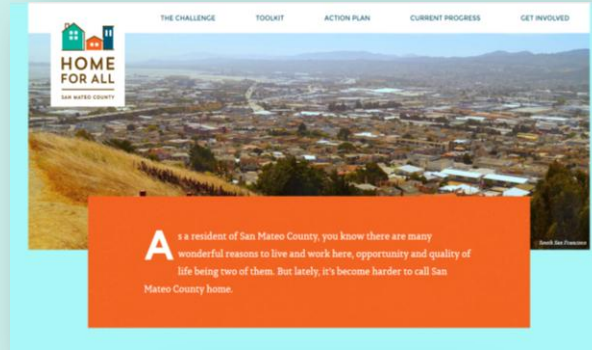 THE CHALLENGE TOOLKIT ACTION PLAN CURRENT PROGRESS GET INVOLVED
HOME
FOR ALL
SAN MATEO COUNTY
South San Francisco
As a resident of San Mateo County, you know there are many
wonderful reasons to live and work here, opportunity and quality of
life being two of them. But lately, it's become harder to call San
Mateo County home.